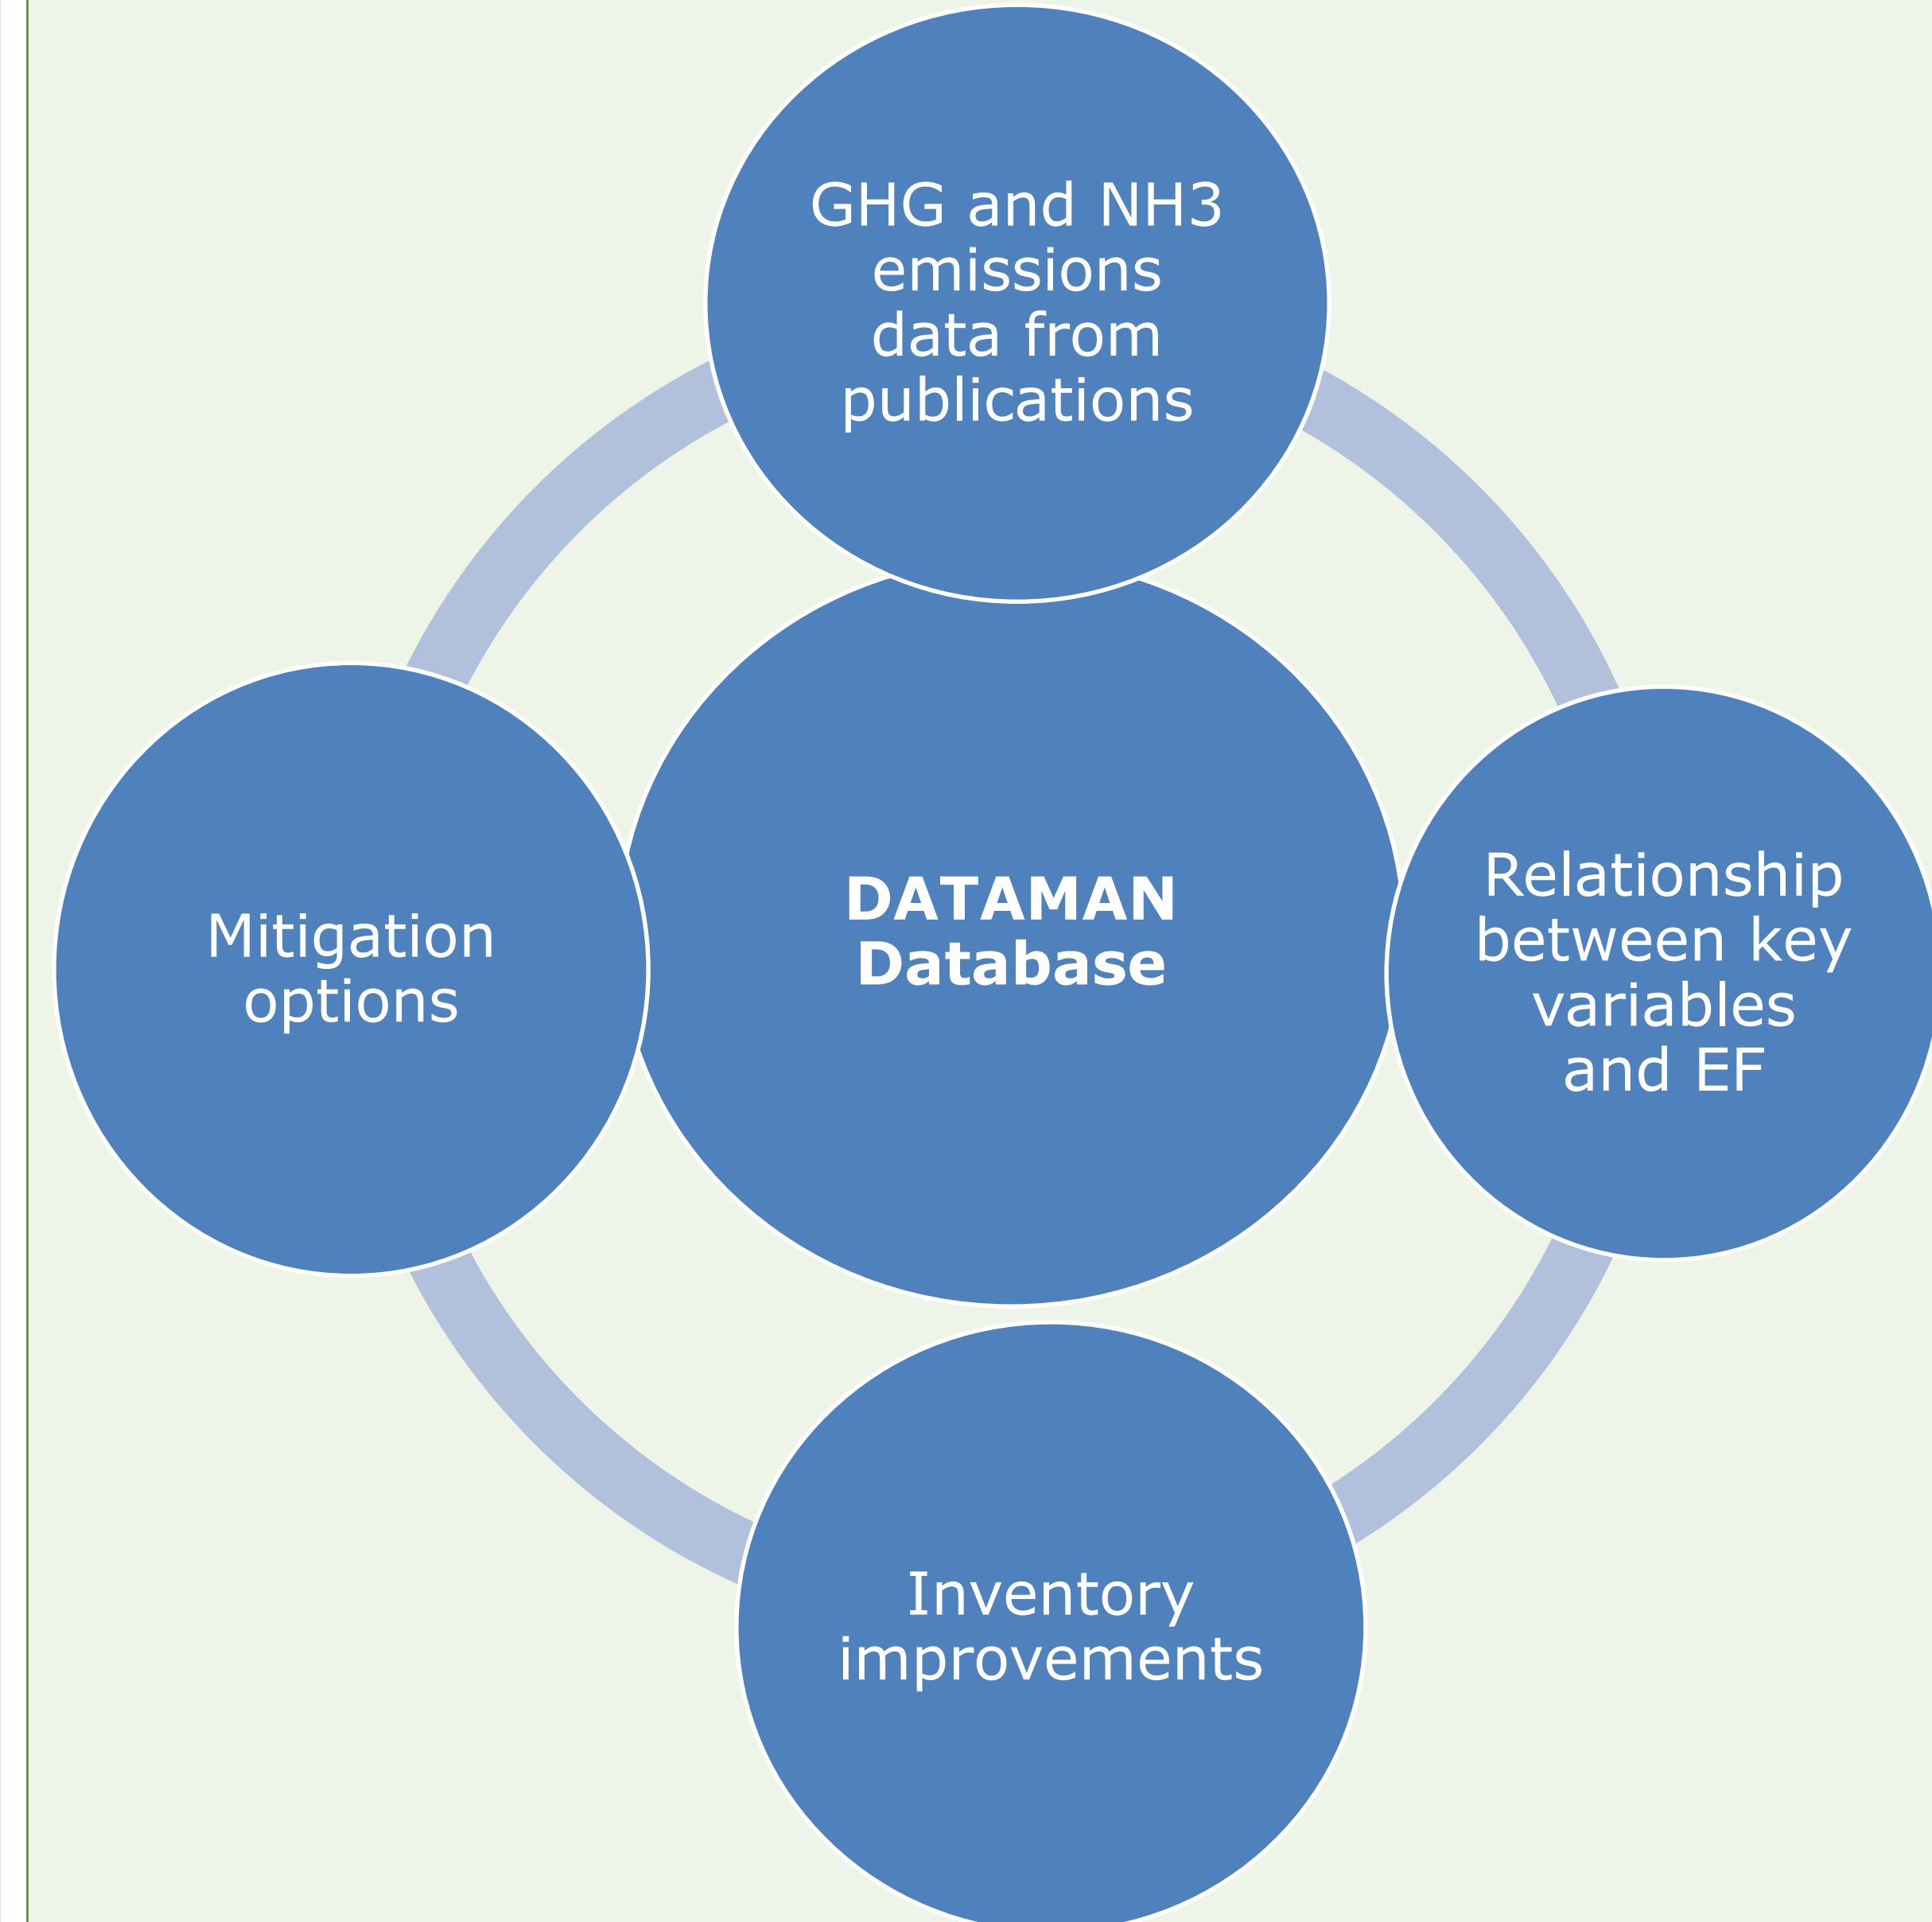 GHG and NH3
emissions
data from
publications
DATAMAN
Database
Mitigation
options
Relationship
between key
variables
and EF
Inventory
improvements